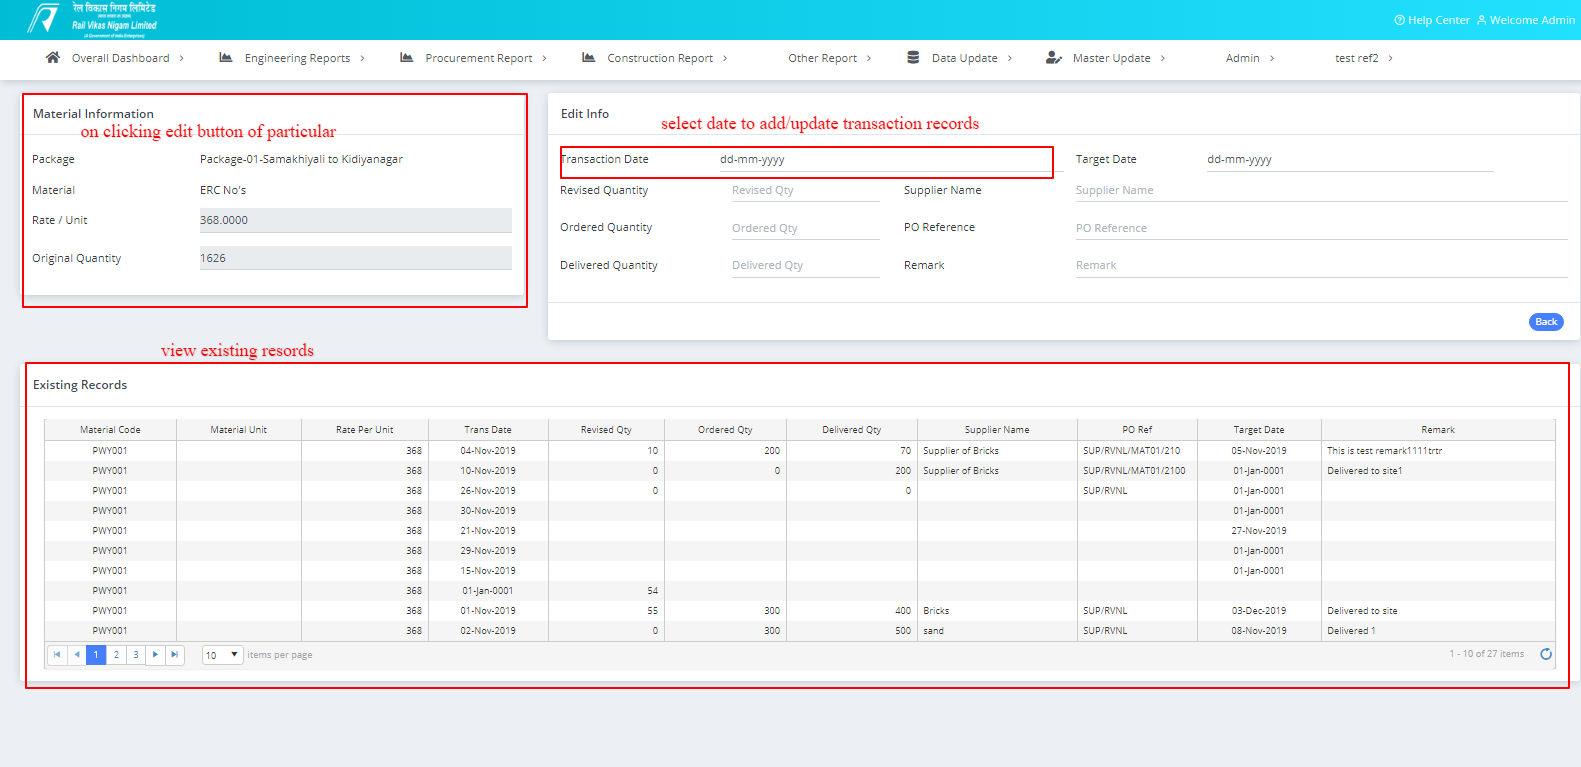 रेल विकास निगम लिमिटेड
(भारत सरकार का उपक्रम)
Rail Vikas Nigam Limited
(A Government of India Enterprise)
Help Center Welcome Admin
Overall Dashboard Engineering Reports Procurement Report Construction Report Other Report Data Update Master Update Admin test ref2
Material Information
on clicking edit button of particular
Package Package-01-Samakhiyali to Kidiyanagar
Material ERC No's
Rate / Unit 368.0000
Original Quantity 1626
Edit Info
select date to add/update transaction records
Transaction Date dd-mm-yyyy Target Date dd-mm-yyyy
Revised Quantity Revised Qty Supplier Name Supplier Name
Ordered Quantity Ordered Qty PO Reference PO Reference
Delivered Quantity Delivered Qty Remark Remark
Back
view existing resords
Existing Records
Material Code Material Unit Rate Per Unit Trans Date Revised Qty Ordered Qty Delivered Qty Supplier Name PO Ref Target Date Remark
PWY001 368 04-Nov-2019 10 200 70 Supplier of Bricks SUP/RVNL/MAT01/210 05-Nov-2019 This is test remark1111trtr
PWY001 368 10-Nov-2019 0 0 200 Supplier of Bricks SUP/RVNL/MAT01/2100 01-Jan-0001 Delivered to site1
PWY001 368 26-Nov-2019 0 0 SUP/RVNL 01-Jan-0001
PWY001 368 30-Nov-2019 01-Jan-0001
PWY001 368 21-Nov-2019 27-Nov-2019
PWY001 368 29-Nov-2019 01-Jan-0001
PWY001 368 15-Nov-2019 01-Jan-0001
PWY001 368 01-Jan-0001 54
PWY001 368 01-Nov-2019 55 300 400 Bricks SUP/RVNL 03-Dec-2019 Delivered to site
PWY001 368 02-Nov-2019 0 300 500 sand SUP/RVNL 08-Nov-2019 Delivered 1
1 2 3 10 items per page 1 - 10 of 27 items